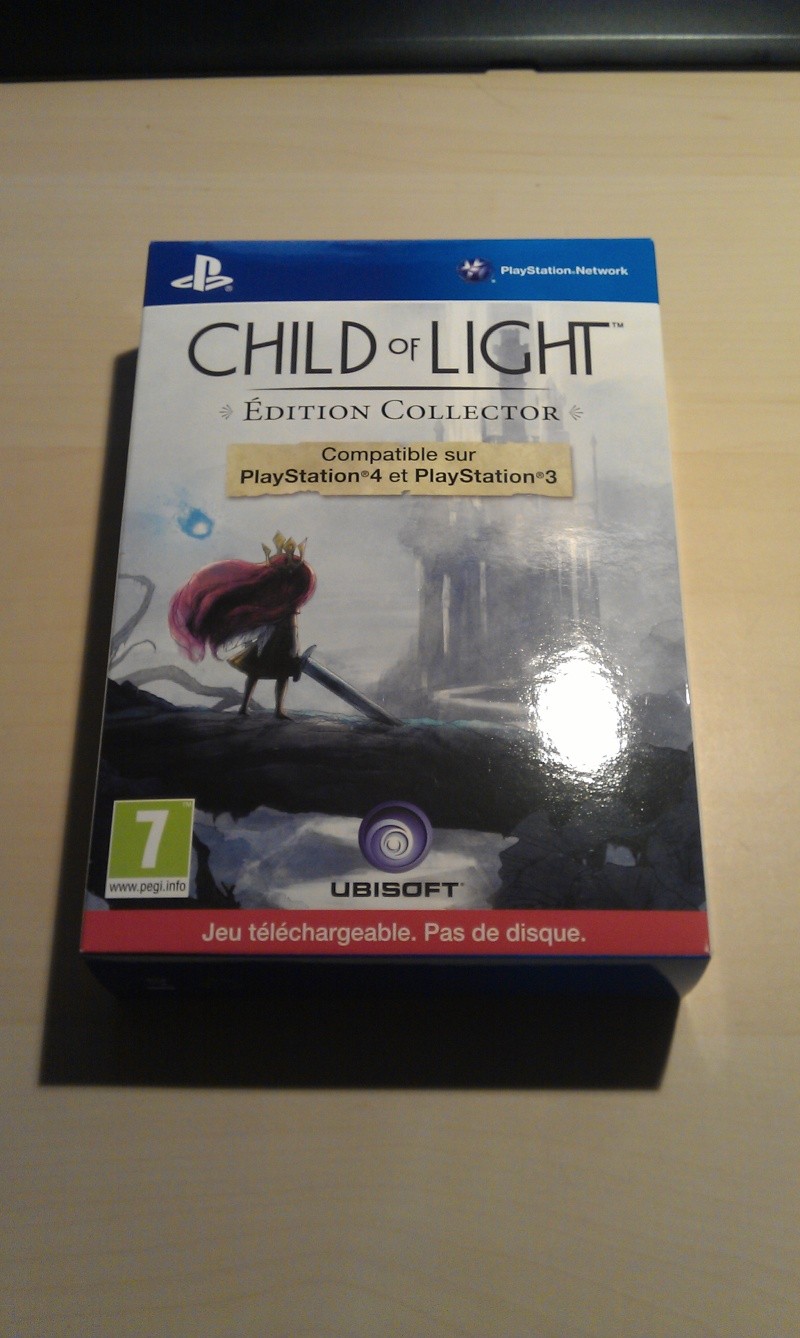 PlayStation®Network
CHILD OF LIGHT™
ÉDITION COLLECTOR
Compatible sur
PlayStation®4 et PlayStation®3
7
www.pegi.info
UBISOFT
Jeu téléchargeable. Pas de disque.